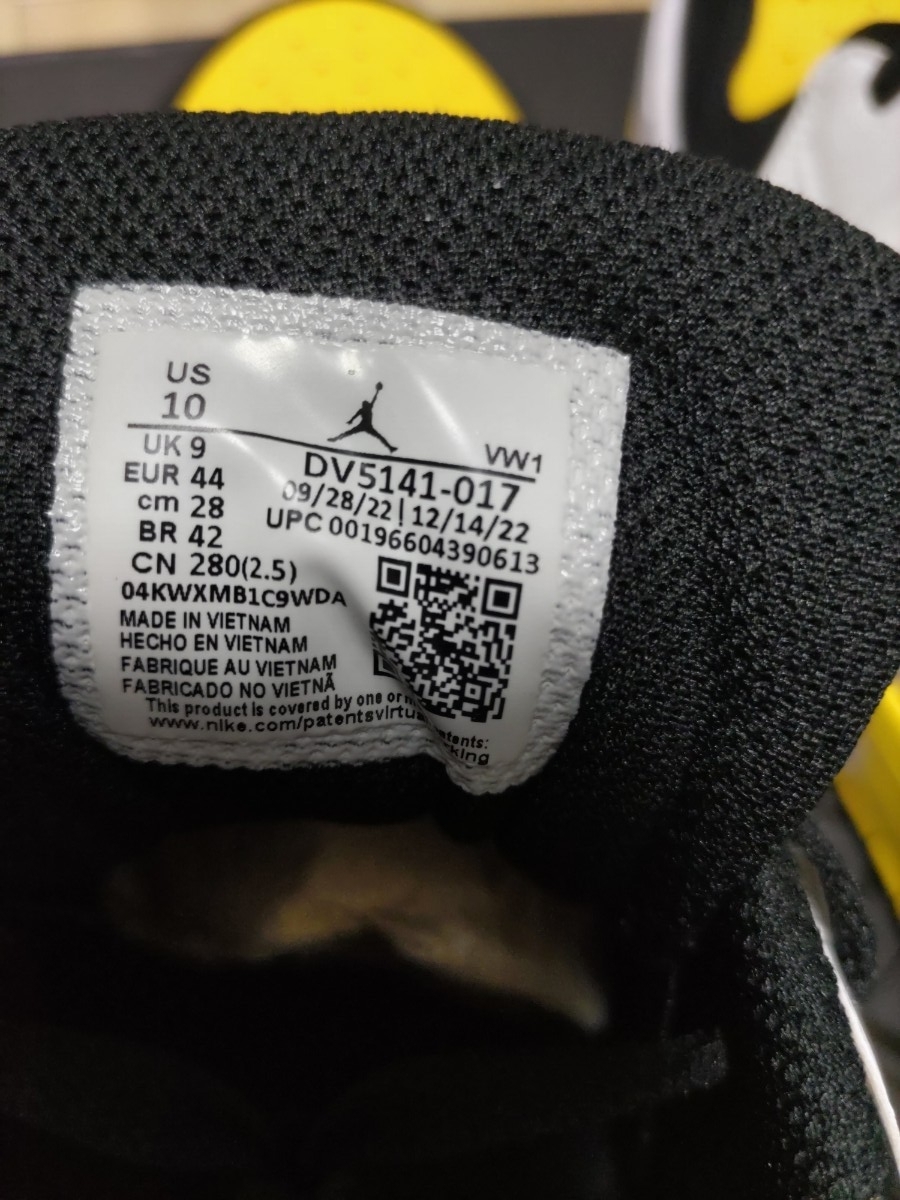 US
10
VW1
UK 9
DV5141-017
EUR 44
09/28/22|12/14/22
cm 28
UPC 00196604390613
BR 42
CN 280(2.5)
04KWXMB1C9WDA
MADE IN VIETNAM
HECHO EN VIETNAM
FABRIQUE AU VIETNAM
FABRICADO NO VIETNÃ
This product is covered by one or
www.nike.com/patents